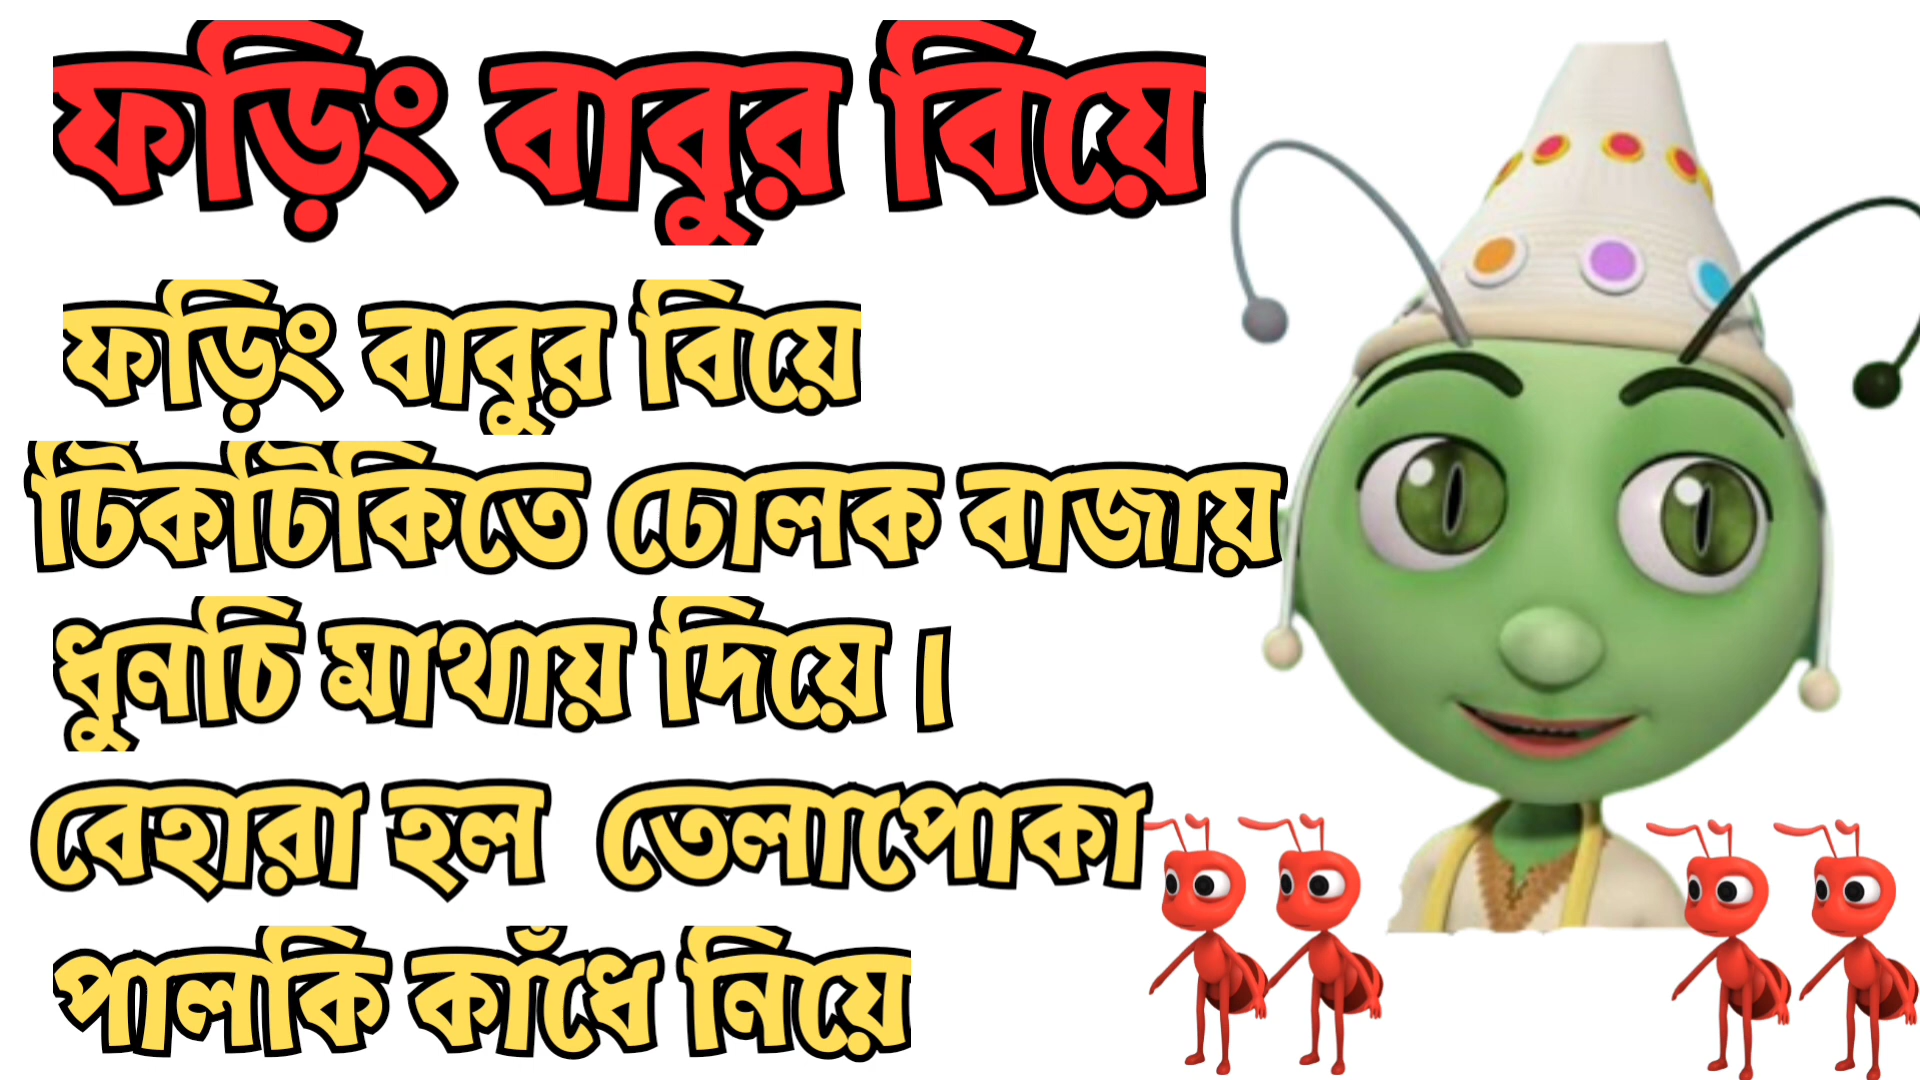 ফড়িং বাবুর বিয়ে
ফড়িং বাবুর বিয়ে
টিকটিকিতে ঢোলক বাজায়
ধুনচি মাথায় দিয়ে।
বেহারা হল তেলাপোকা
পালকি কাঁধে নিয়ে